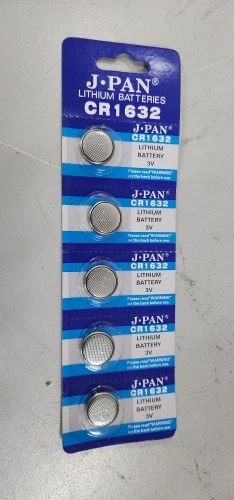 J·PAN®
LITHIUM BATTERIES
CR1632
J·PAN®
CR1632
LITHIUM
BATTERY
3V
Please read "WARNING"
on the back before use.
J·PAN®
CR1632
LITHIUM
BATTERY
3V
Please read "WARNING"
on the back before use.
J·PAN®
CR1632
LITHIUM
BATTERY
3V
Please read "WARNING"
on the back before use.
J·PAN®
CR1632
LITHIUM
BATTERY
3V
Please read "WARNING"
on the back before use.
J·PAN®
CR1632
LITHIUM
BATTERY
3V
Please read "WARNING"
on the back before use.